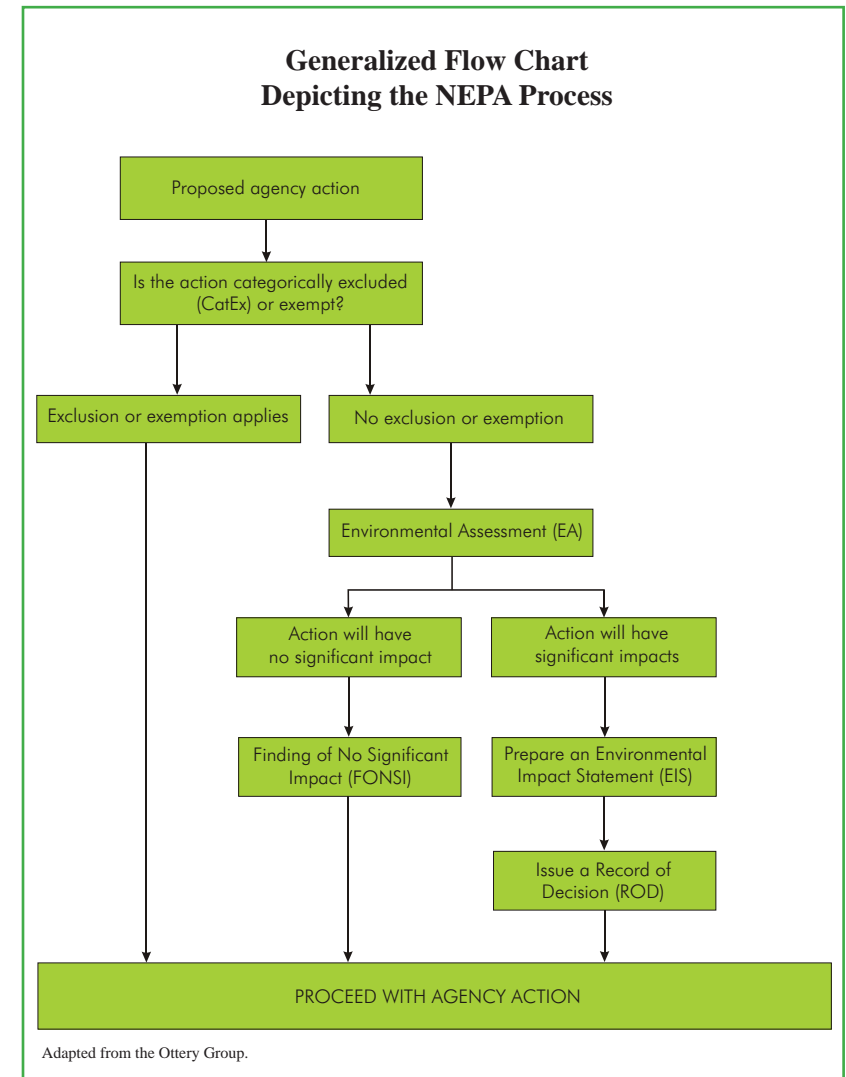 Generalized Flow Chart
Depicting the NEPA Process
Proposed agency action
Is the action categorically excluded
(CatEx) or exempt?
Exclusion or exemption applies
No exclusion or exemption
Environmental Assessment (EA)
Action will have
no significant impact
Action will have
significant impacts
Finding of No Significant
Impact (FONSI)
Prepare an Environmental
Impact Statement (EIS)
Issue a Record of
Decision (ROD)
PROCEED WITH AGENCY ACTION
Adapted from the Ottery Group.